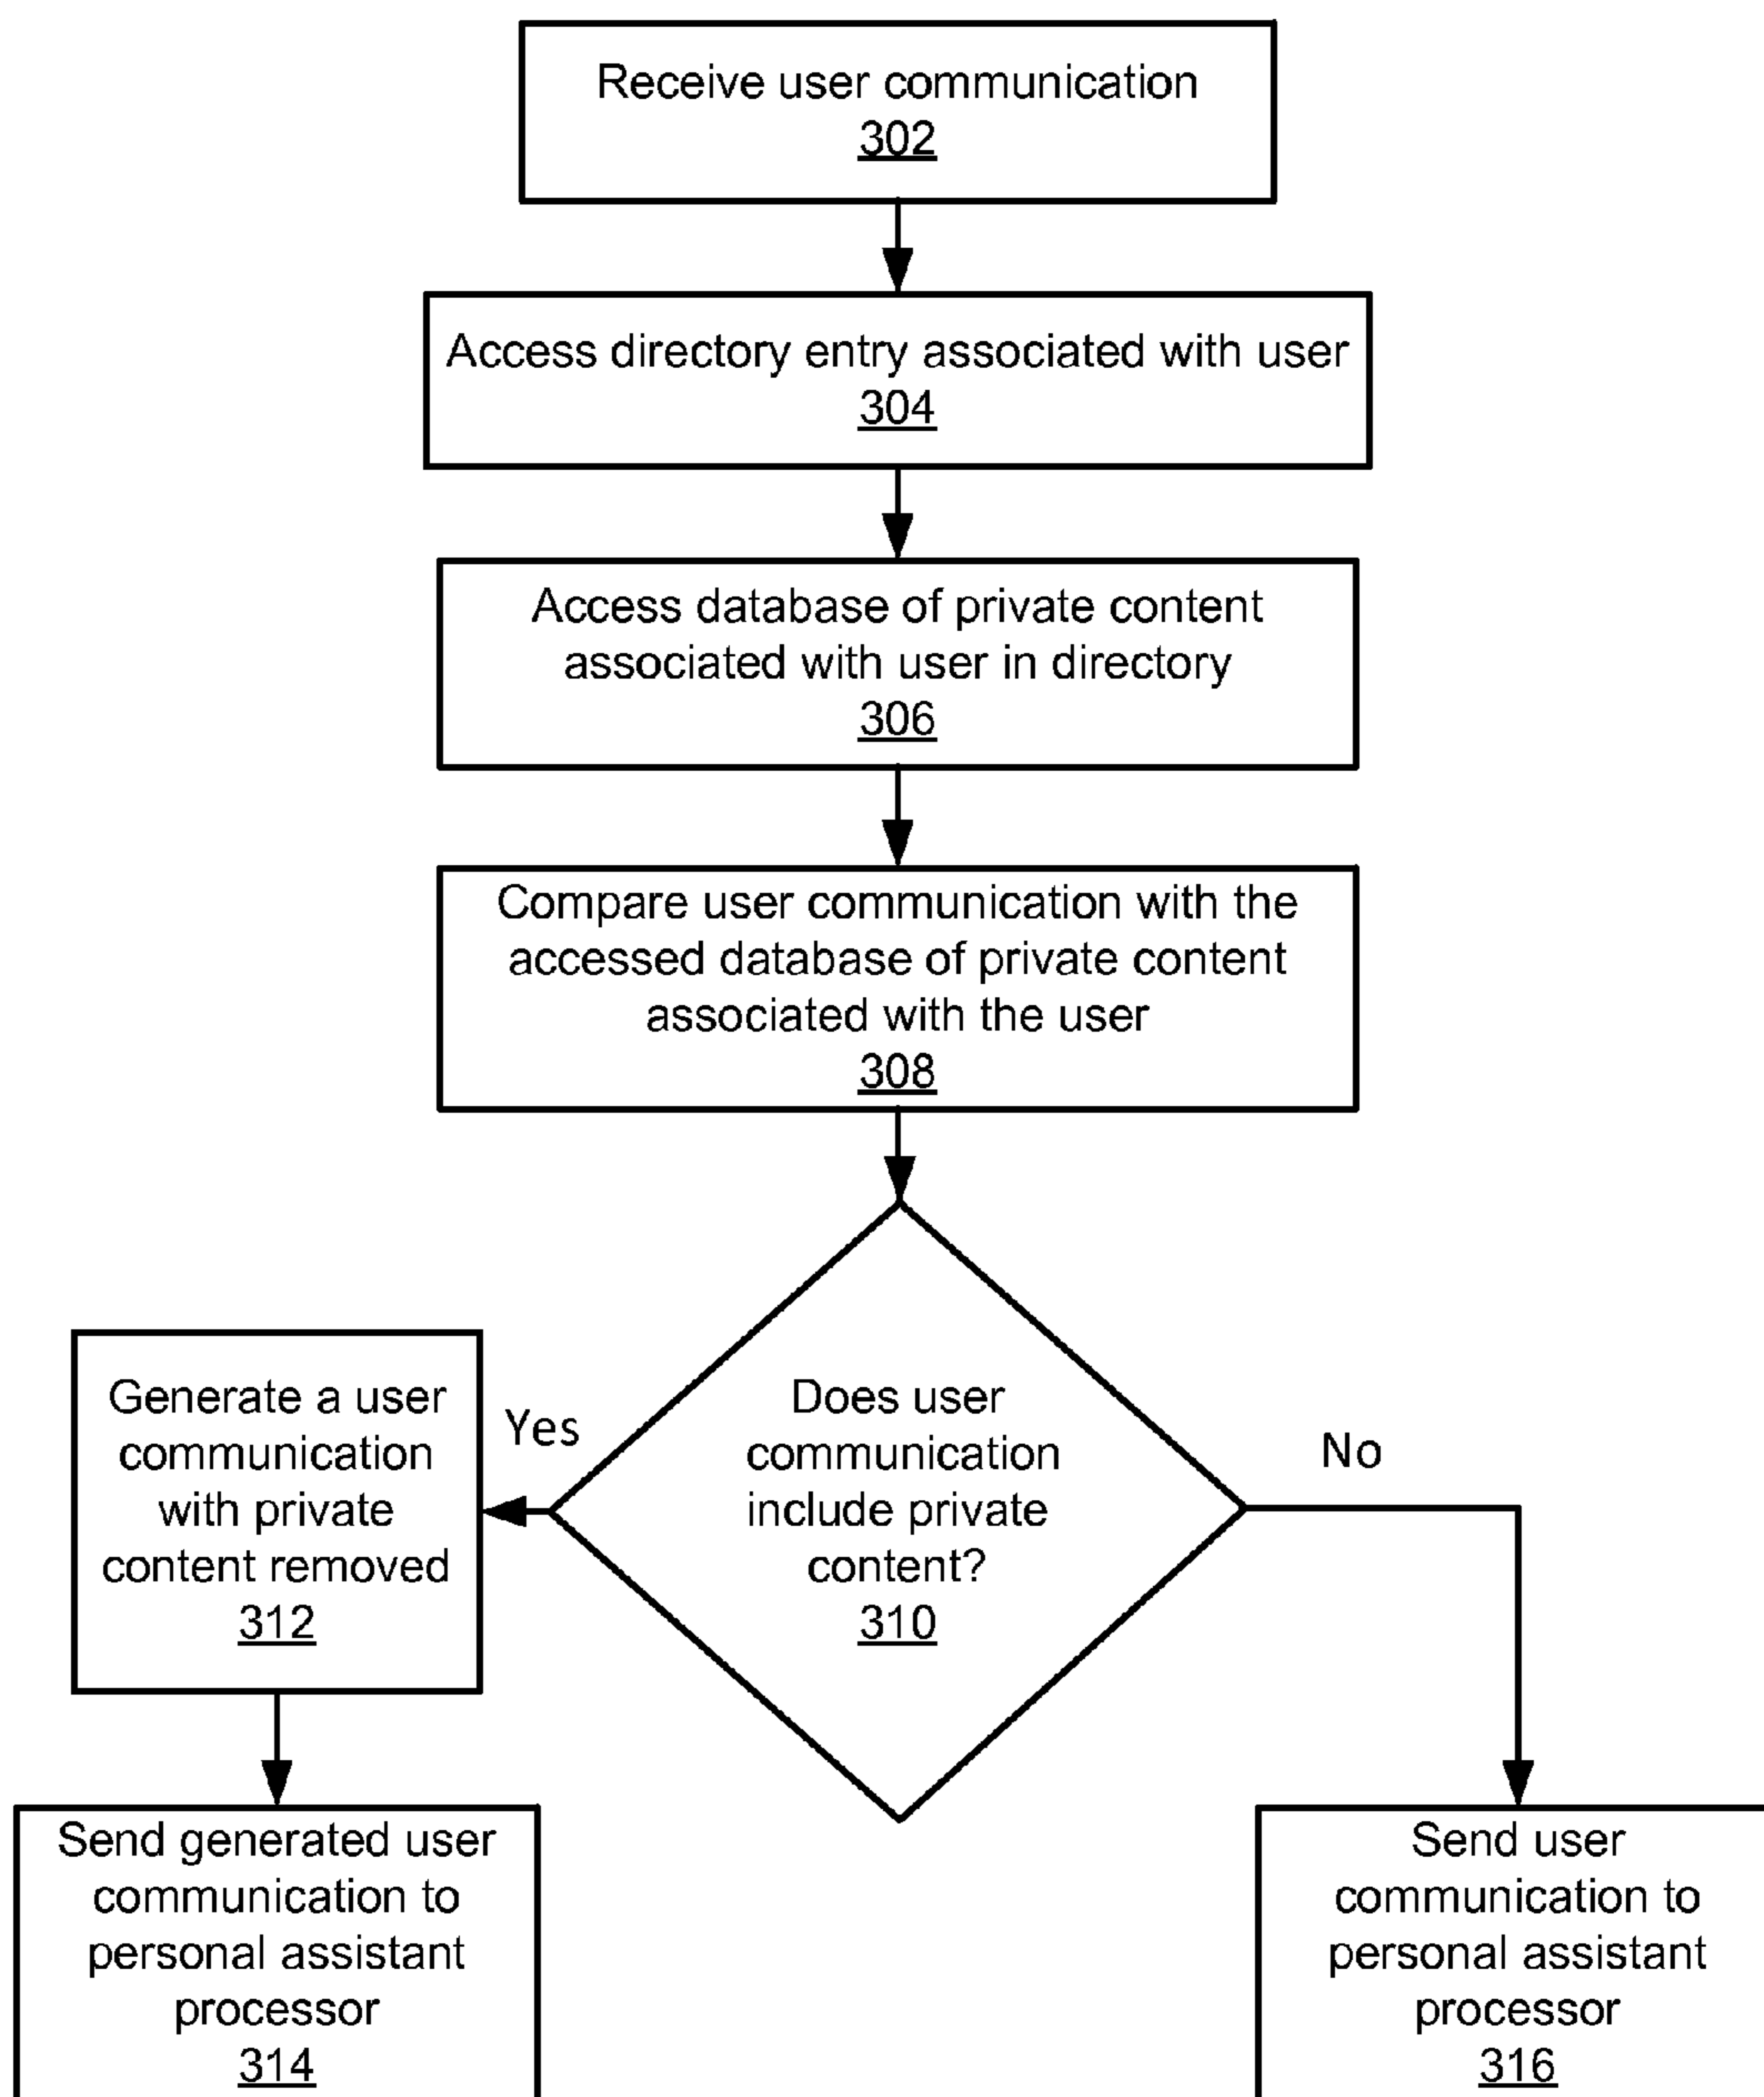 Receive user communication
302
Access directory entry associated with user
304
Access database of private content
associated with user in directory
306
Compare user communication with the
accessed database of private content
associated with the user
308
Does user
communication
include private
content?
310
Yes
No
Generate a user
communication
with private
content removed
312
Send generated user
communication to
personal assistant
processor
314
Send user
communication to
personal assistant
processor
316